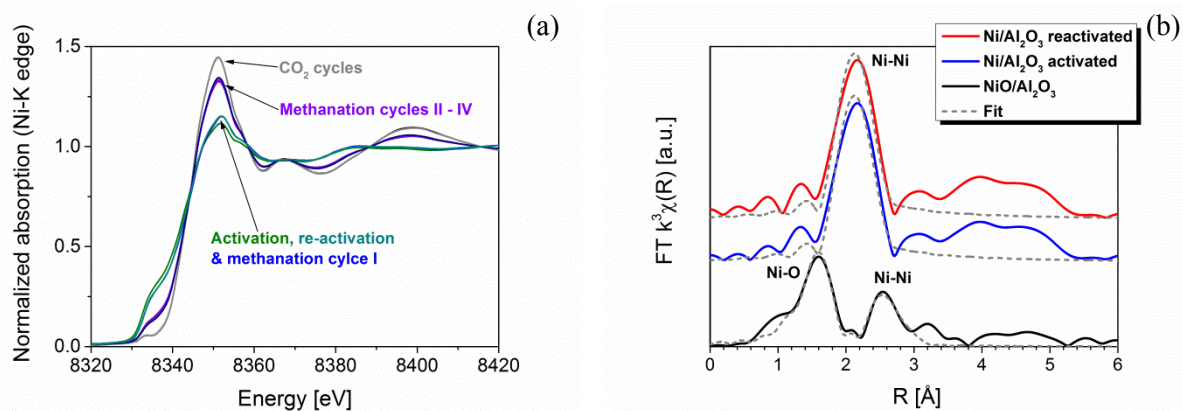 (a)
Normalized absorption (Ni-K edge)
1.5
1.0
0.5
0.0
CO₂ cycles
Methanation cycles II - IV
Activation, re-activation
& methanation cylce I
8320 8340 8360 8380 8400 8420
Energy [eV]
(b)
Ni/Al₂O₃ reactivated
Ni/Al₂O₃ activated
NiO/Al₂O₃
Fit
FT k³χ(R) [a.u.]
Ni-Ni
Ni-O
Ni-Ni
0 1 2 3 4 5 6
R [Å]